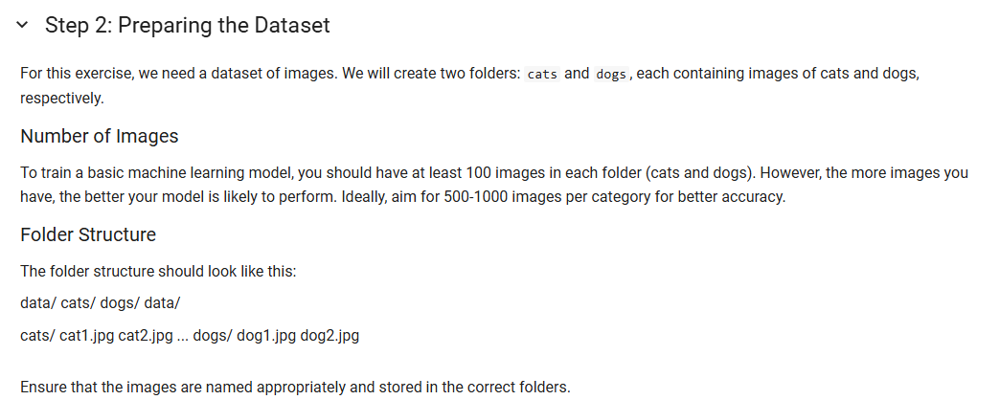 Step 2: Preparing the Dataset
For this exercise, we need a dataset of images. We will create two folders: cats and dogs, each containing images of cats and dogs,
respectively.
Number of Images
To train a basic machine learning model, you should have at least 100 images in each folder (cats and dogs). However, the more images you
have, the better your model is likely to perform. Ideally, aim for 500-1000 images per category for better accuracy.
Folder Structure
The folder structure should look like this:
data/ cats/ dogs/ data/
cats/ cat1.jpg cat2.jpg ... dogs/ dog1.jpg dog2.jpg
Ensure that the images are named appropriately and stored in the correct folders.